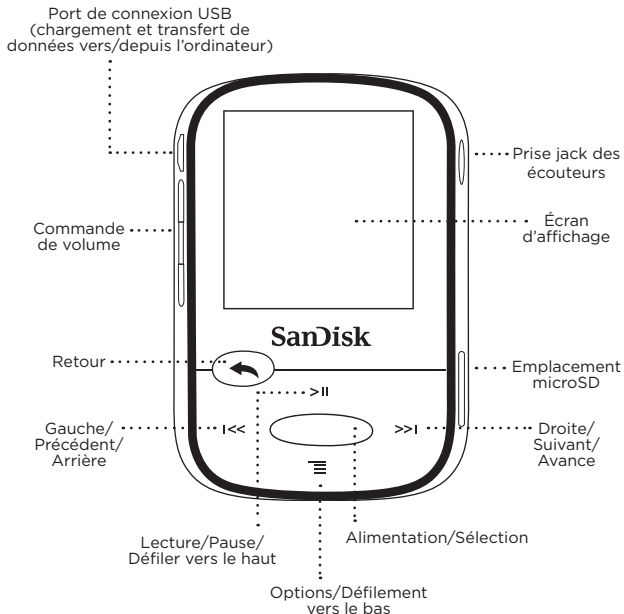 Port de connexion USB
(chargement et transfert de
données vers/depuis l'ordinateur)
Prise jack des
écouteurs
Commande
de volume
Écran
d'affichage
SanDisk
Retour
Emplacement
microSD
>II
Gauche/
Précédent/
Arrière
I<<
>>I
Droite/
Suivant/
Avance
Lecture/Pause/
Défiler vers le haut
Alimentation/Sélection
Options/Défilement
vers le bas